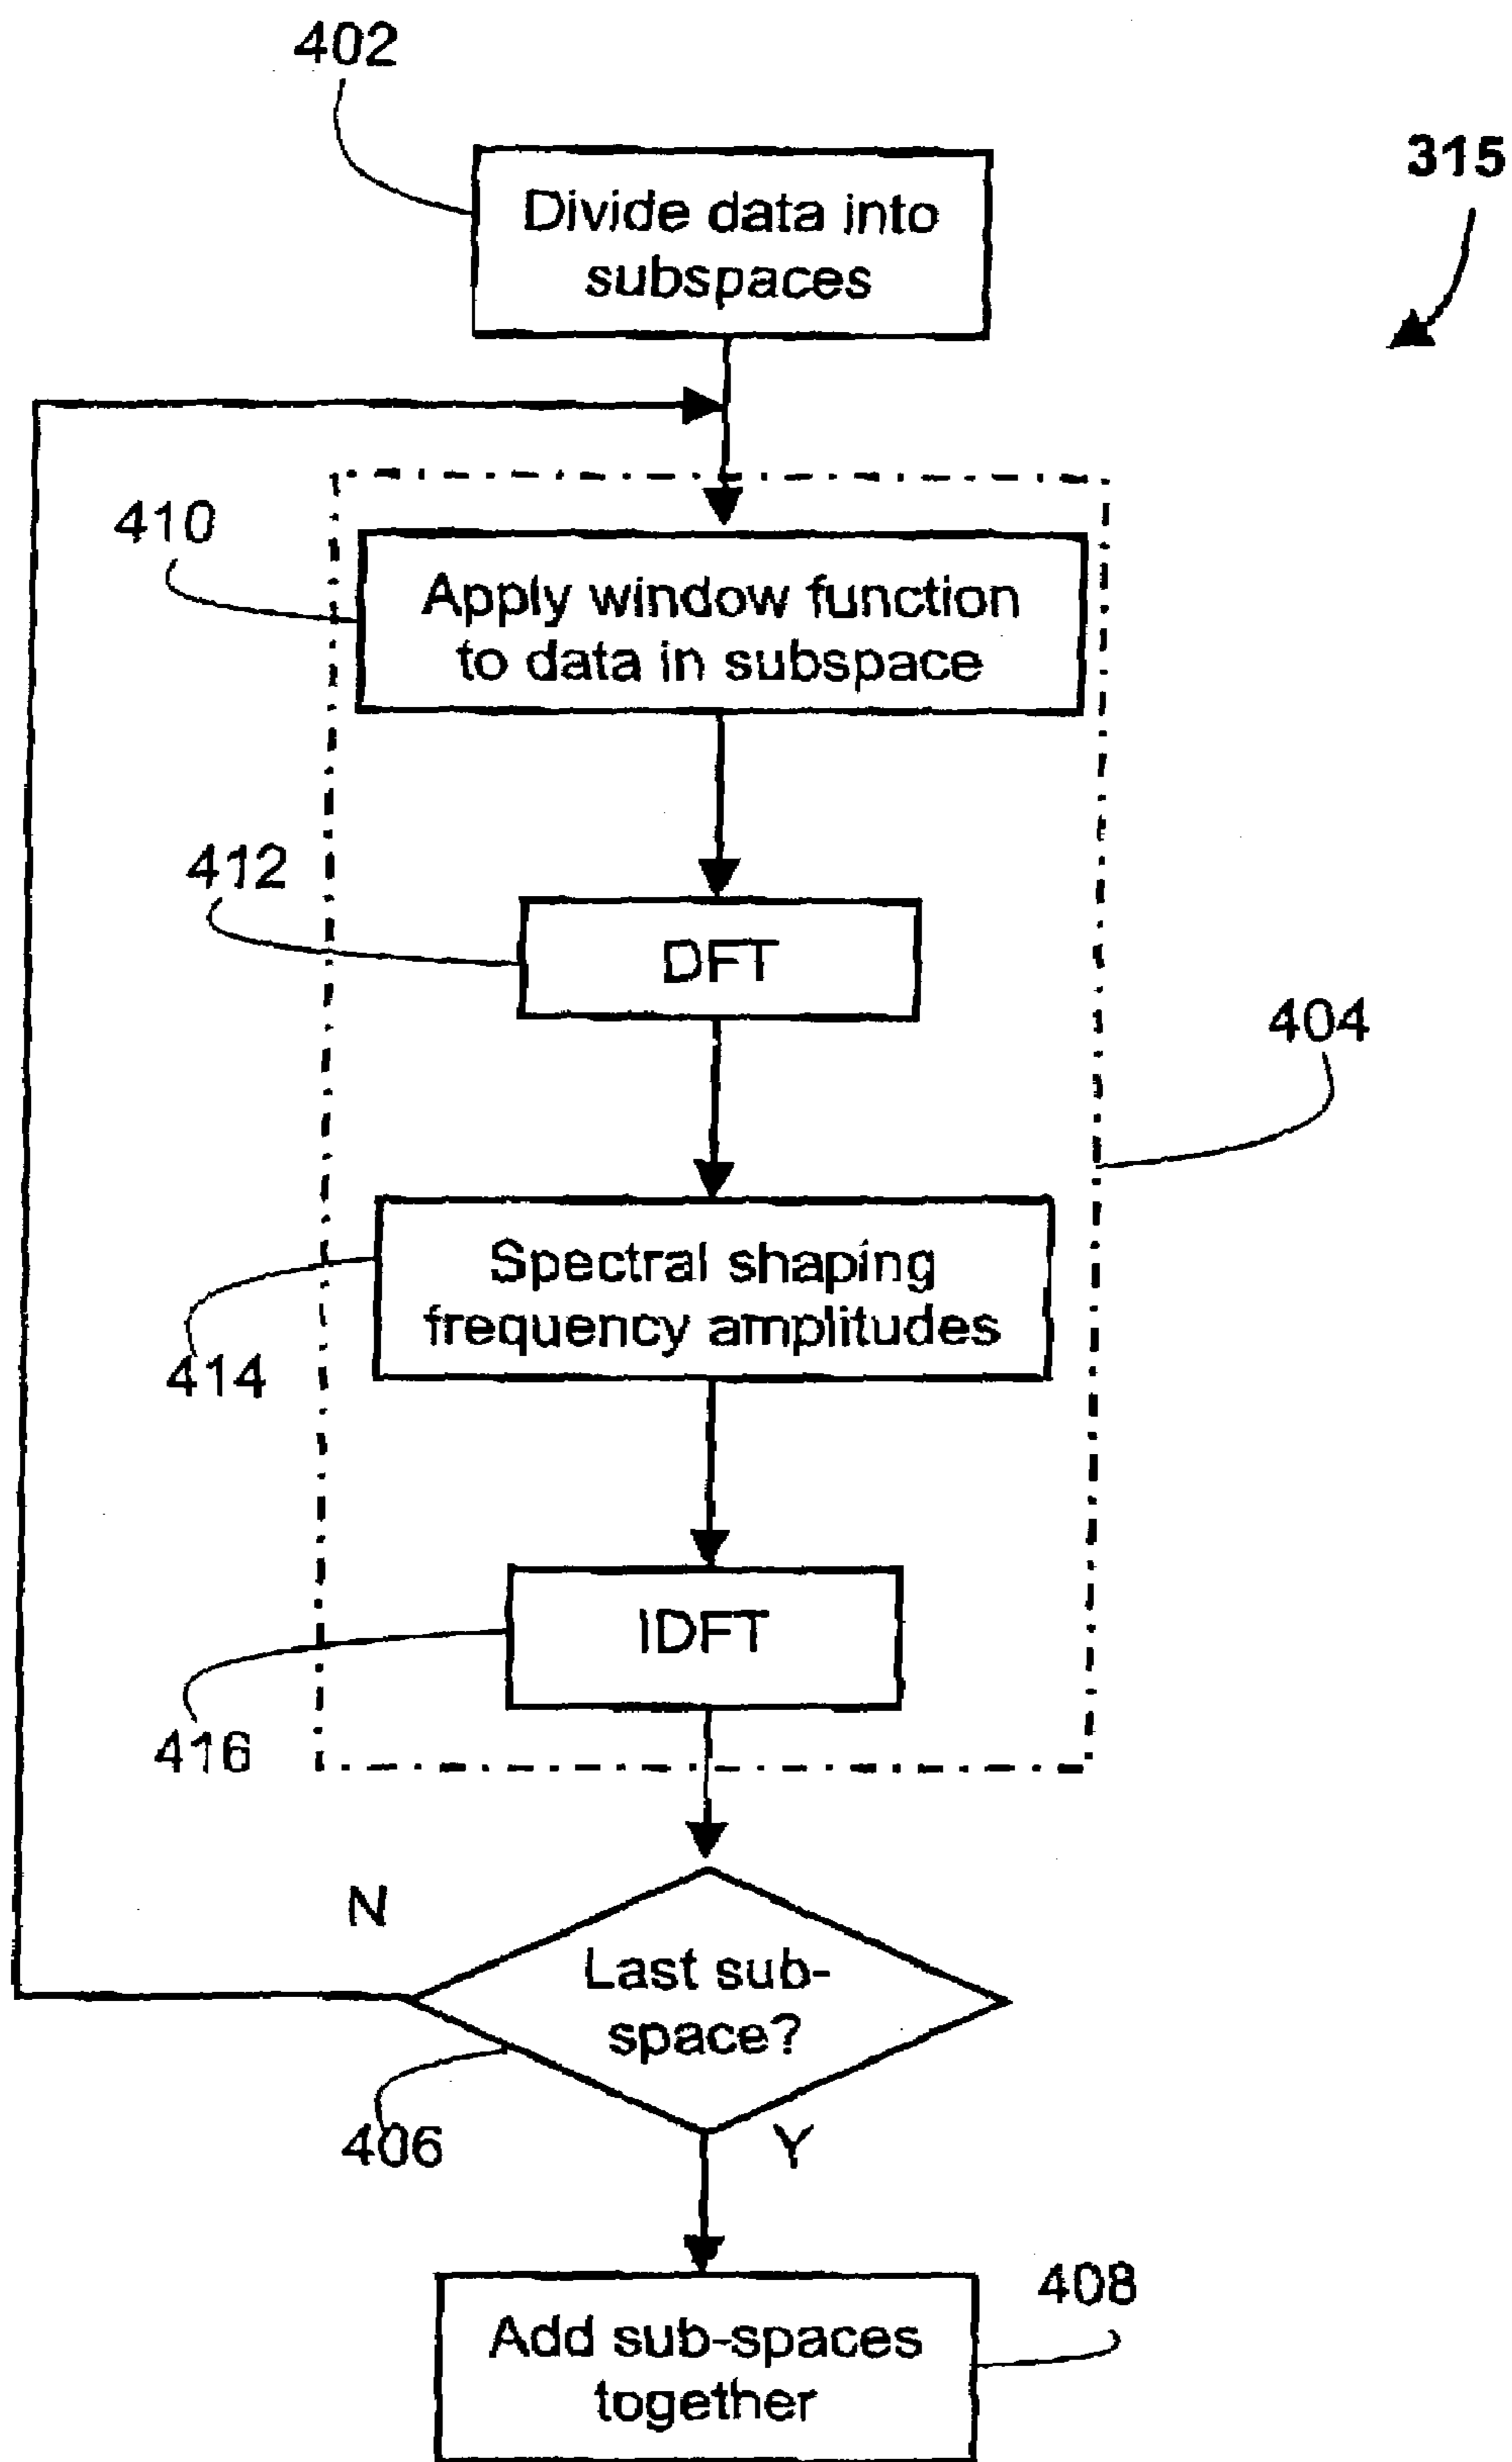 402
315
Divide data into
subspaces
410
Apply window function
to data in subspace
412
DFT
404
Spectral shaping
frequency amplitudes
414
IDFT
416
N
Last sub-
space?
406
Y
408
Add sub-spaces
together